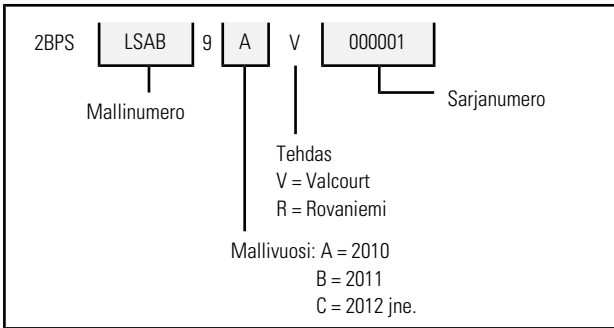 2BPS LSAB 9 A V 000001
Mallinumero
Sarjanumero
Tehdas
V = Valcourt
R = Rovaniemi
Mallivuosi: A = 2010
B = 2011
C = 2012 jne.